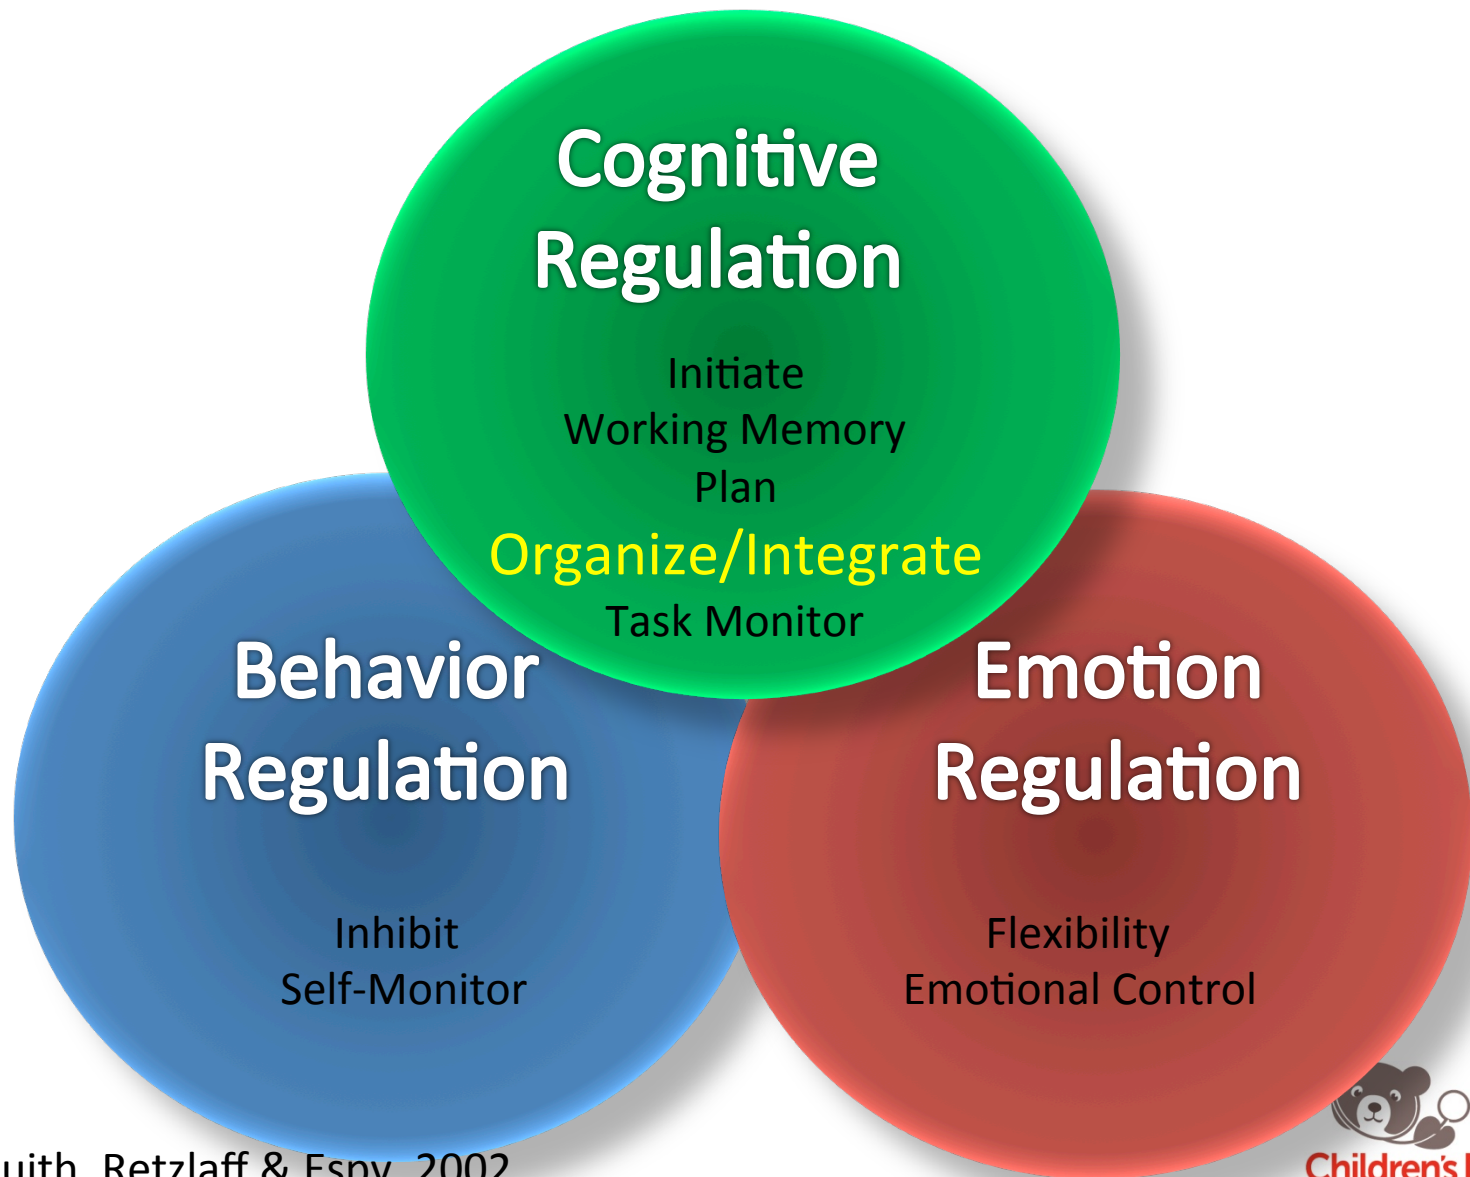 Cognitive
Regulation
Initiate
Working Memory
Plan
Organize/Integrate
Task Monitor
Behavior
Regulation
Inhibit
Self-Monitor
Emotion
Regulation
Flexibility
Emotional Control
Retzlaff & Espy, 2002
Children's